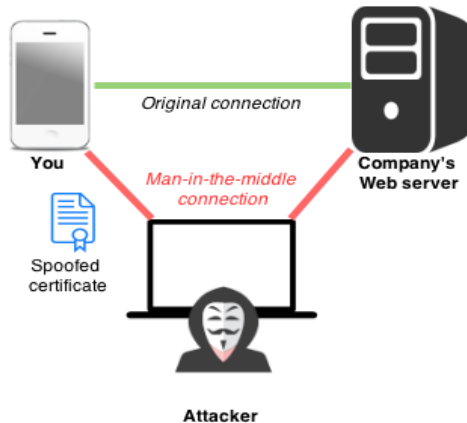 Original connection
You
Company's
Web server
Man-in-the-middle
connection
Spoofed
certificate
Attacker